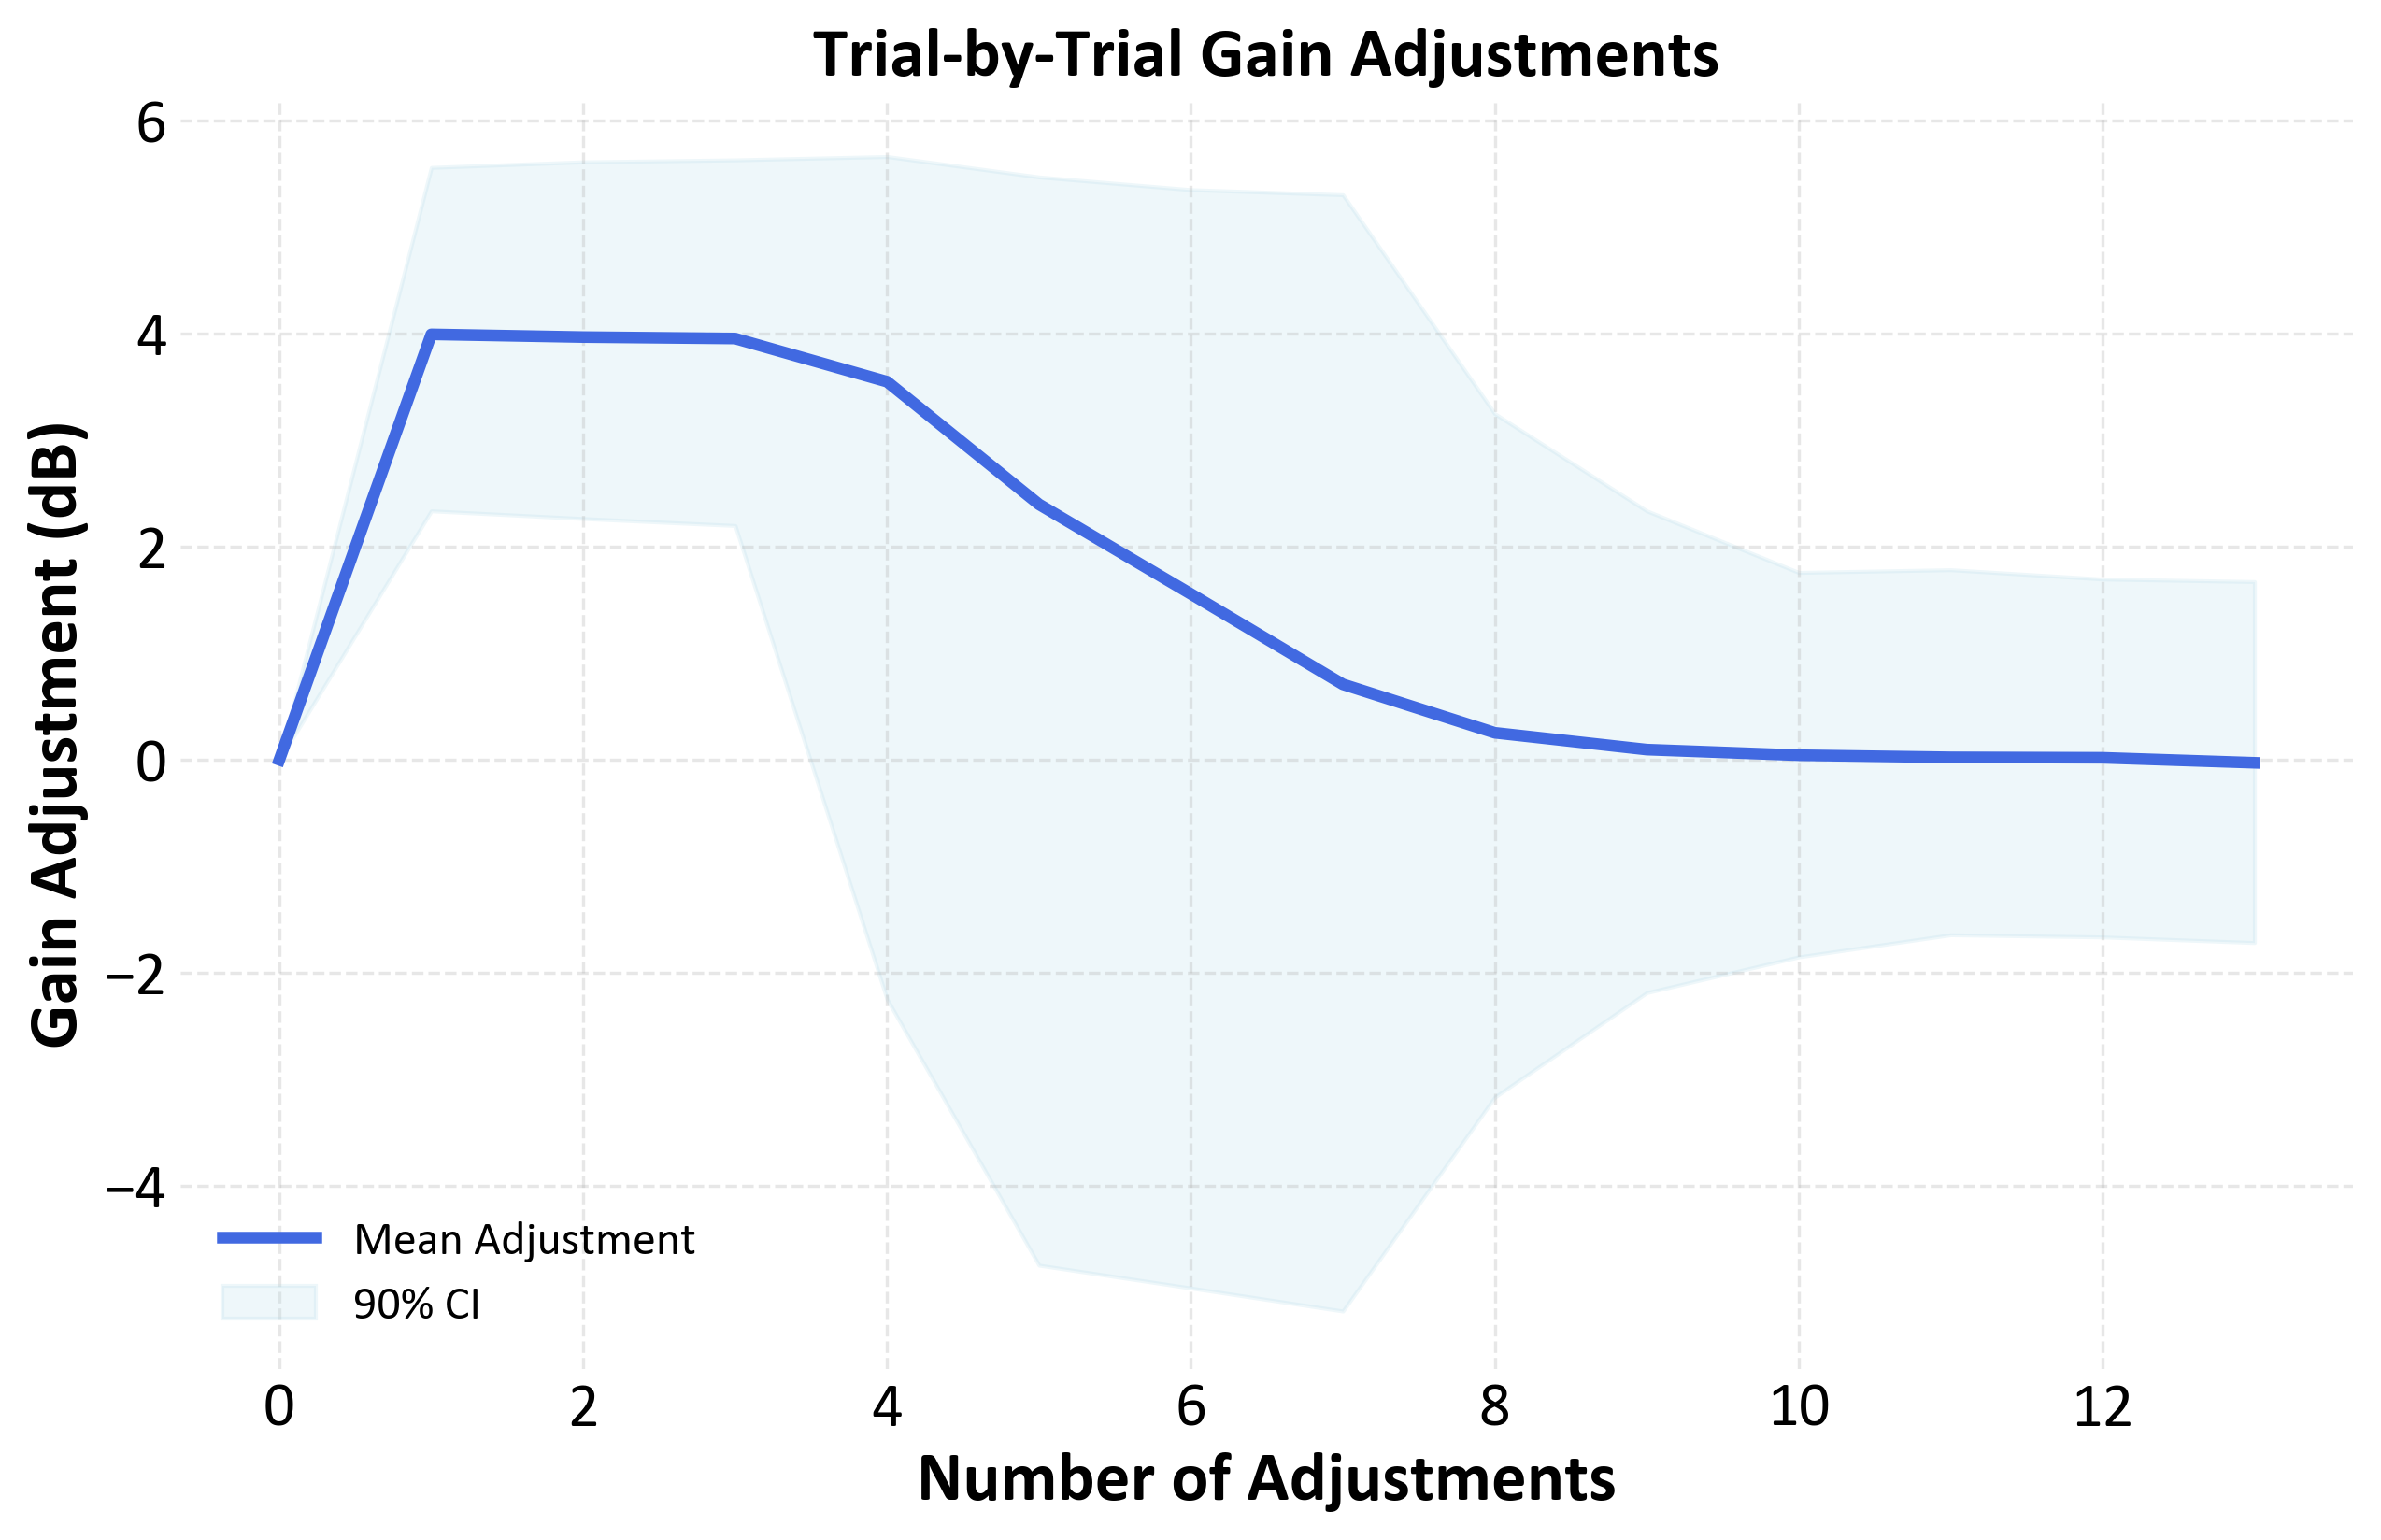 Trial-by-Trial Gain Adjustments
Gain Adjustment (dB)
6
4
2
0
−2
−4
Mean Adjustment
90% CI
0 2 4 6 8 10 12
Number of Adjustments